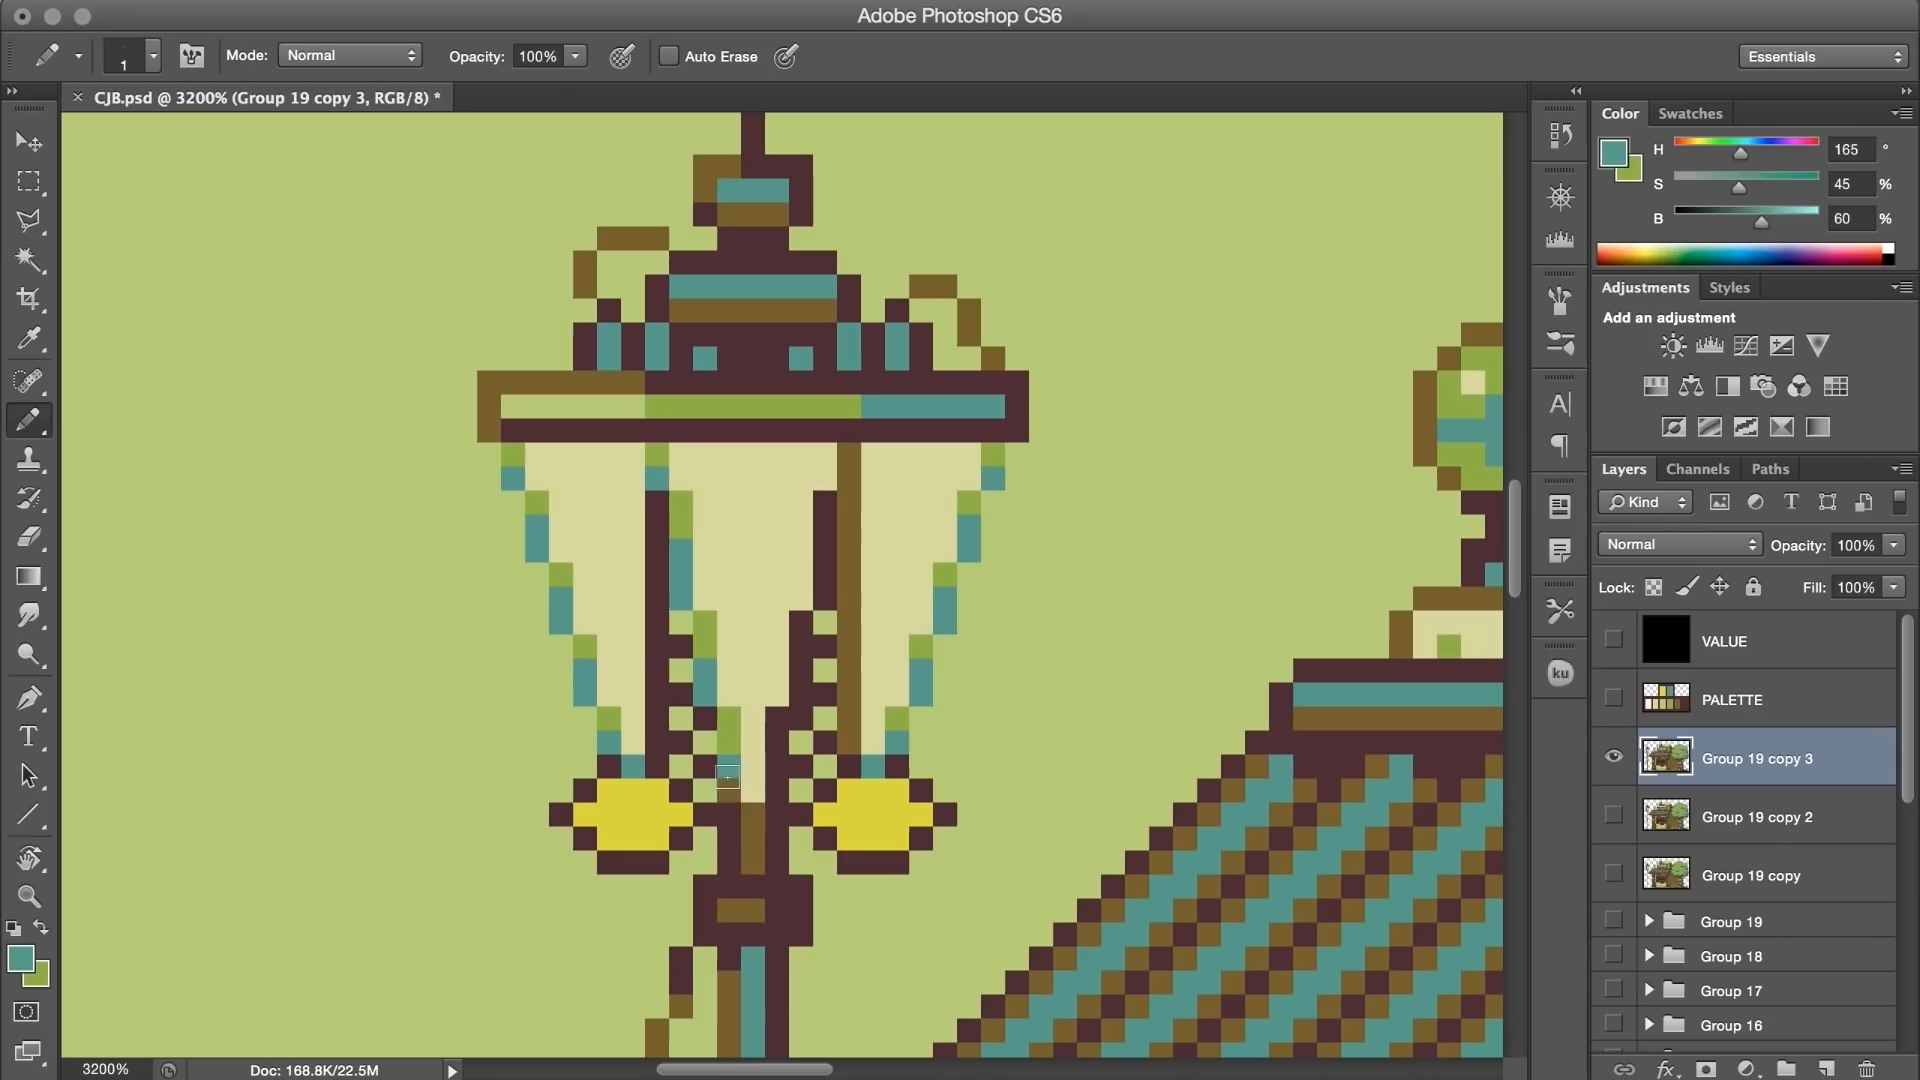 Adobe Photoshop CS6
1
Mode: Normal
Opacity: 100%
Auto Erase
Essentials
× CJB.psd @ 3200% (Group 19 copy 3, RGB/8) *
Color Swatches
H 165 °
S 45 %
B 60 %
Adjustments Styles
Add an adjustment
Layers Channels Paths
Kind
Normal Opacity: 100%
Lock: Fill: 100%
VALUE
PALETTE
Group 19 copy 3
Group 19 copy 2
Group 19 copy
Group 19
Group 18
Group 17
Group 16
A
T
T
ku
fx
3200% Doc: 168.8K/22.5M